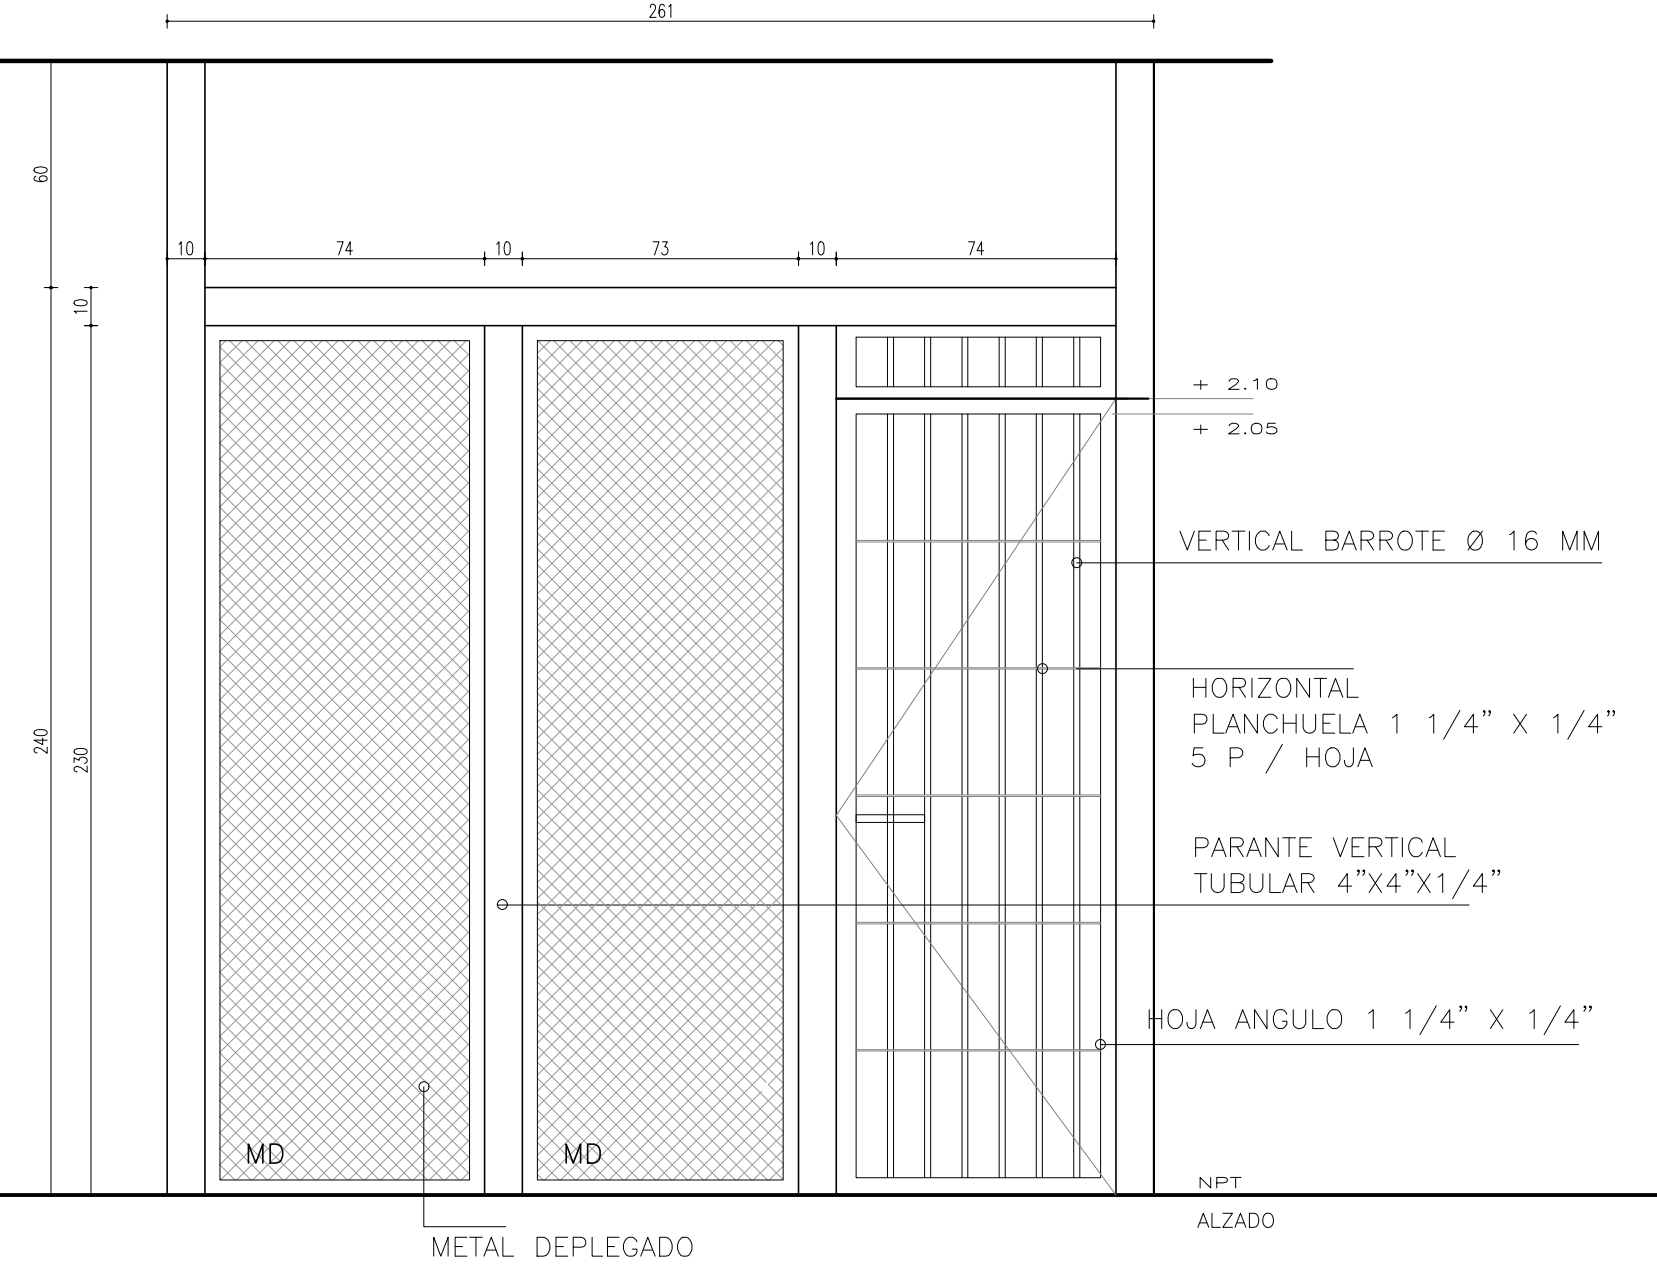 261
60
10
74
10
73
10
74
10
+ 2.10
+ 2.05
VERTICAL BARROTE Ø 16 MM
HORIZONTAL
PLANCHUELA 1 1/4” X 1/4”
5 P / HOJA
240
230
PARANTE VERTICAL
TUBULAR 4”X4”X1/4”
HOJA ANGULO 1 1/4” X 1/4”
MD
MD
NPT
ALZADO
METAL DEPLEGADO